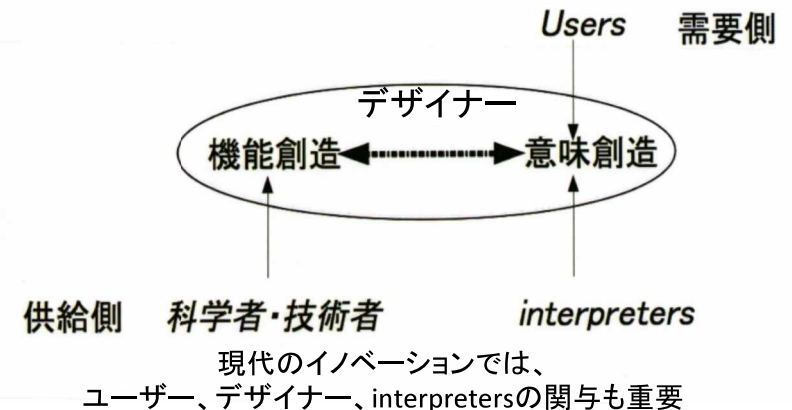 Users 需要側
デザイナー
機能創造 意味創造
供給側 科学者・技術者 interpreters
現代のイノベーションでは、
ユーザー、デザイナー、interpretersの関与も重要